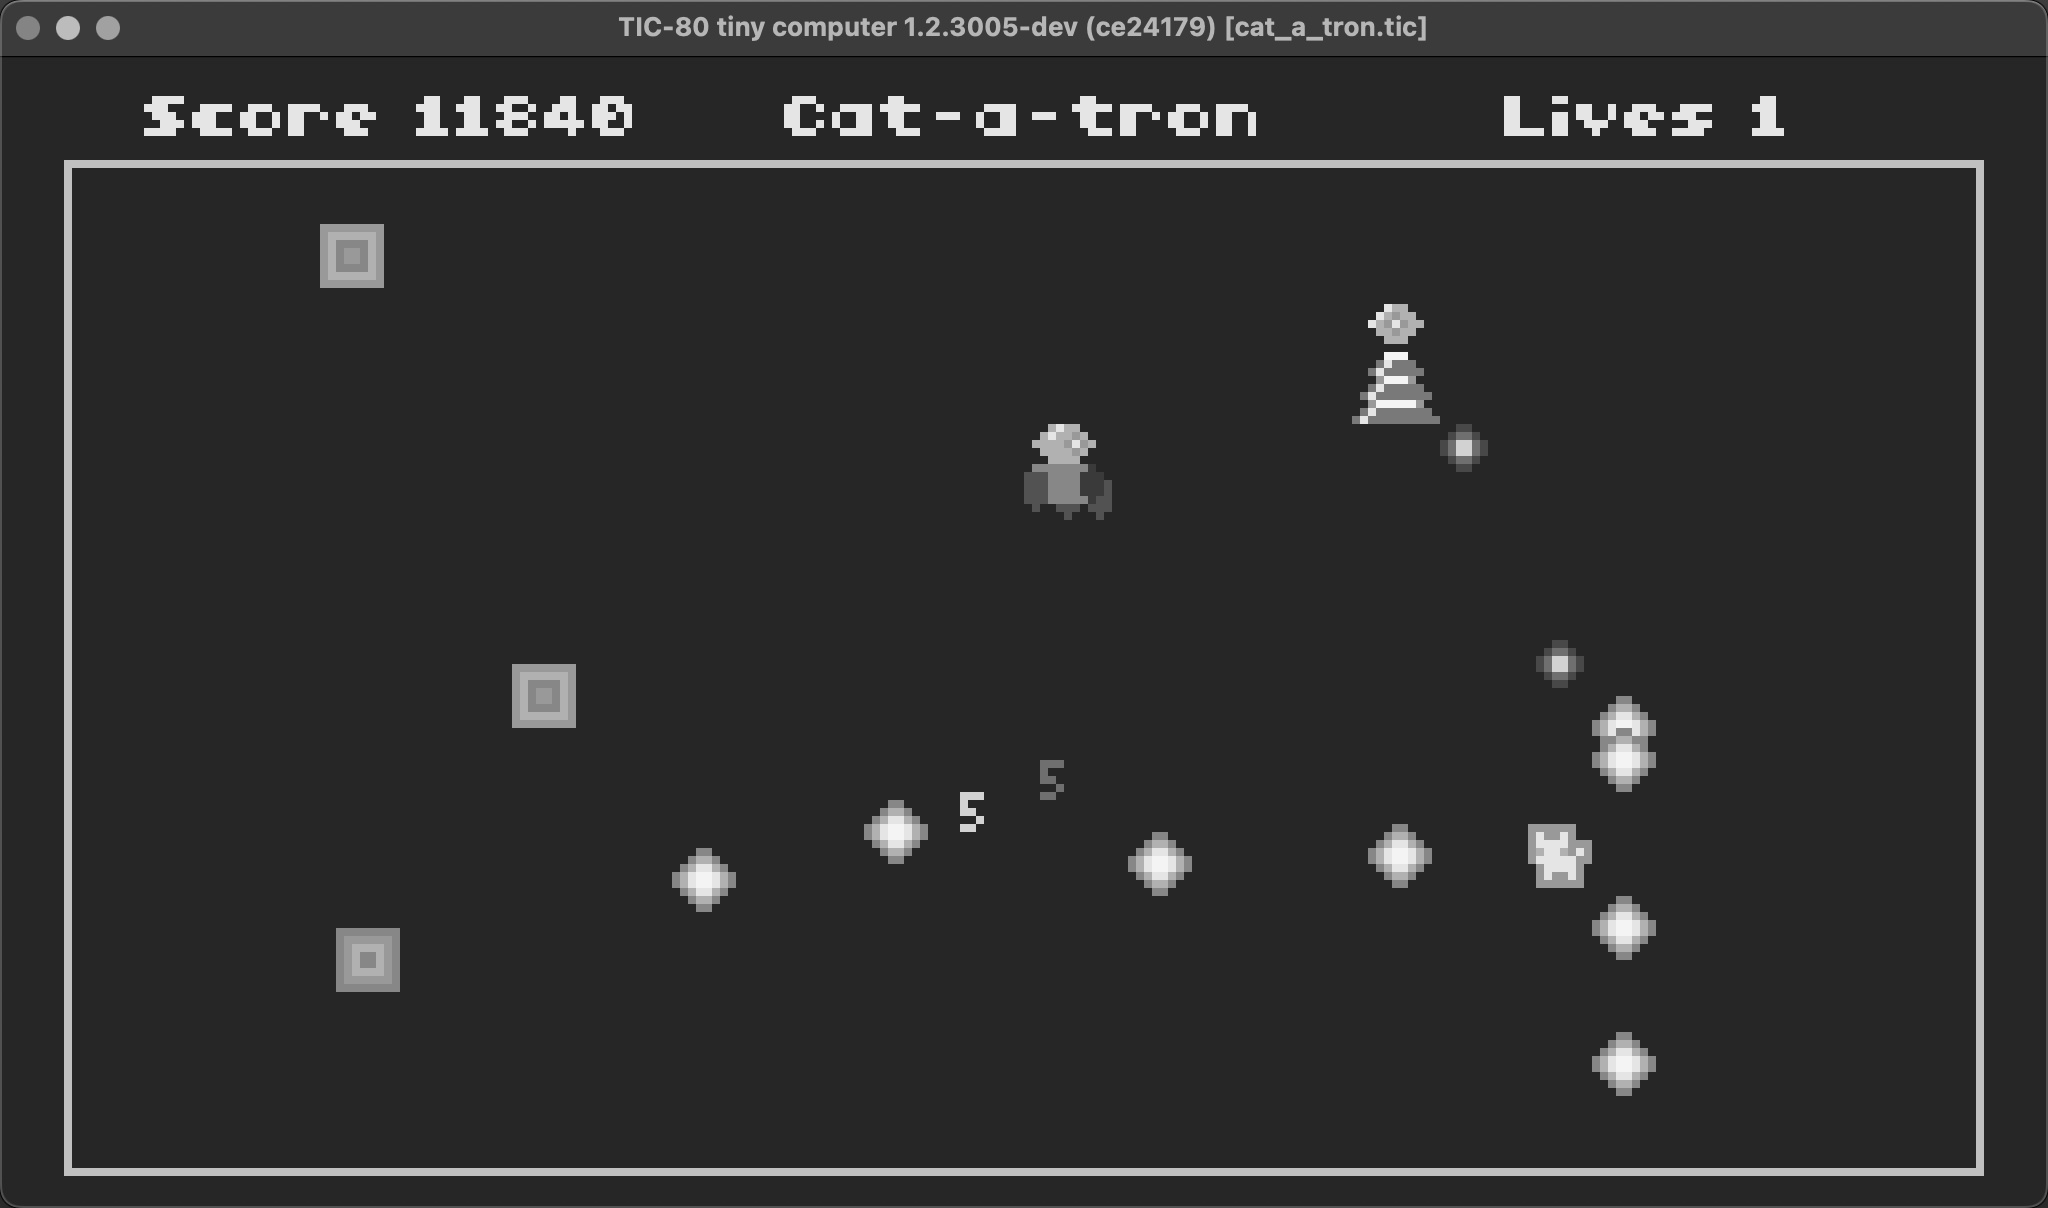 TIC-80 tiny computer 1.2.3005-dev (ce24179) [cat_a_tron.tic]
Score 11840 Cat-a-tron Lives 1
5
5